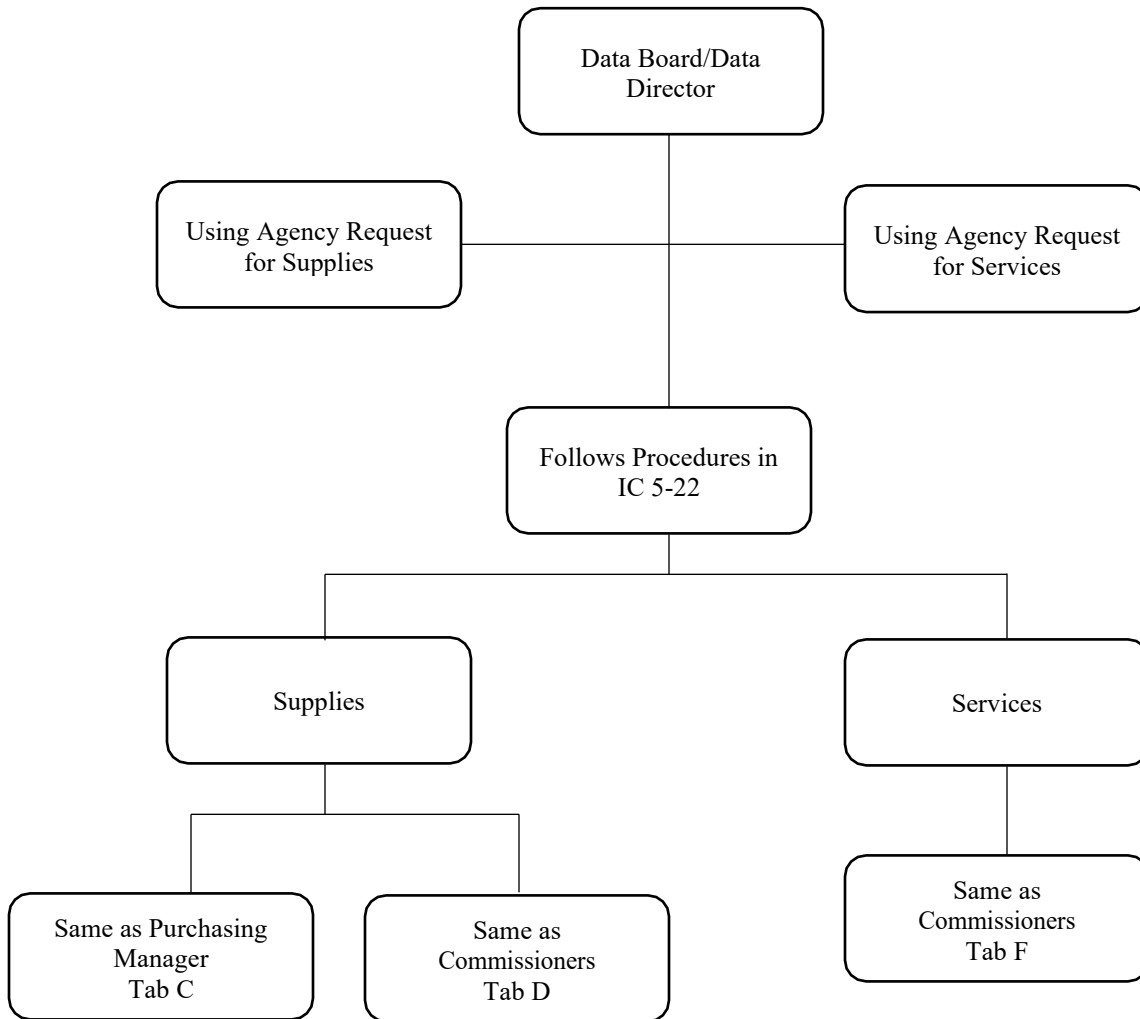 Data Board/Data
Director
Using Agency Request
for Supplies
Using Agency Request
for Services
Follows Procedures in
IC 5-22
Supplies
Services
Same as Purchasing
Manager
Tab C
Same as
Commissioners
Tab D
Same as
Commissioners
Tab F